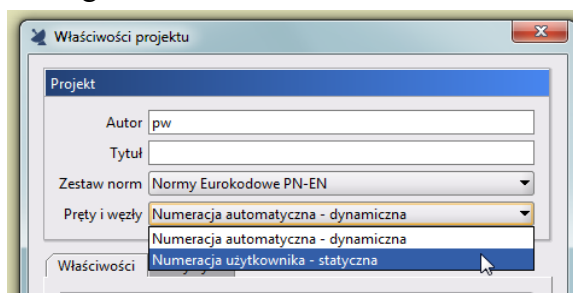 Właściwości projektu
Projekt
Autor pw
Tytuł
Zestaw norm Normy Eurokodowe PN-EN
Pręty i węzły Numeracja automatyczna - dynamiczna
Numeracja automatyczna - dynamiczna
Właściwości Numeracja użytkownika - statyczna